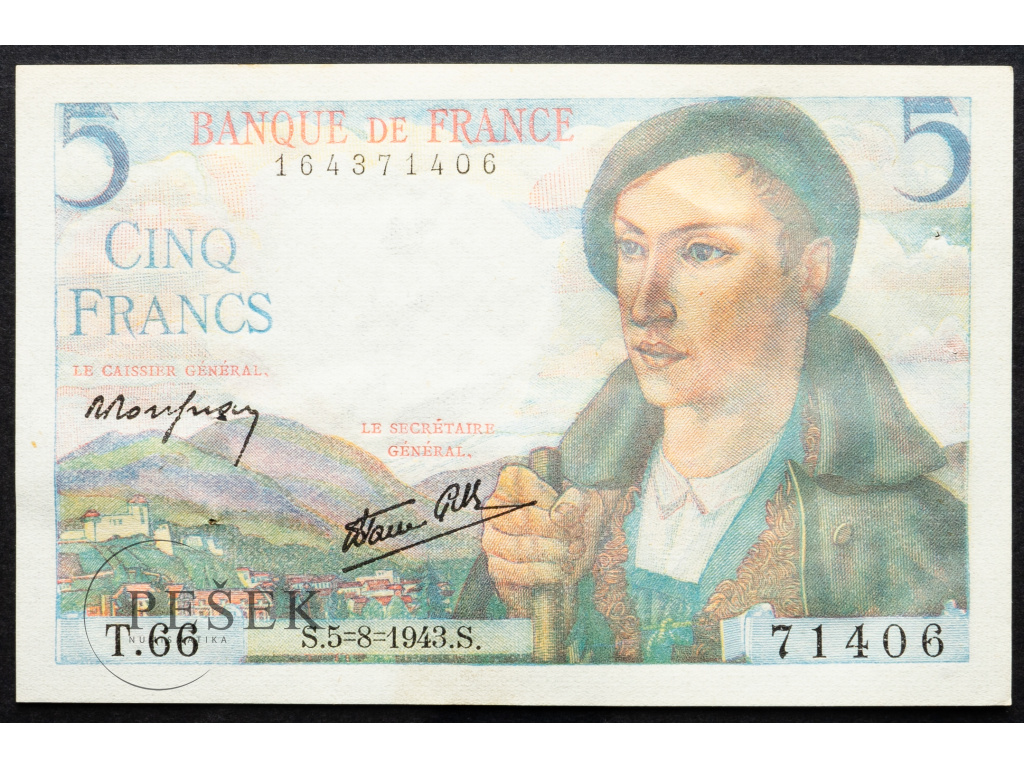 5
BANQUE DE FRANCE
5
164371406
CINQ
FRANCS
LE CAISSIER GÉNÉRAL.
LE SECRÉTAIRE
GÉNÉRAL.
PEŠEK
NUMISMATIKA
T.66
S.5=8=1943.S.
71406